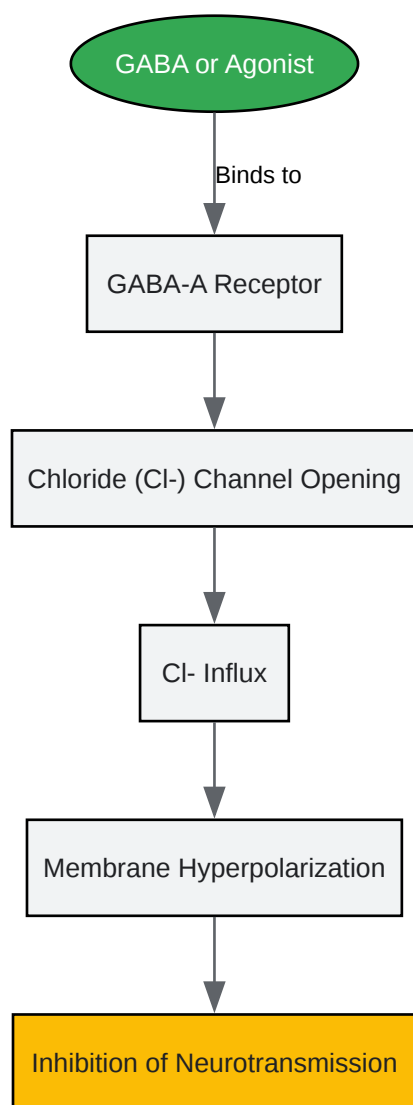 GABA or Agonist
Binds to
GABA-A Receptor
Chloride (Cl-) Channel Opening
Cl- Influx
Membrane Hyperpolarization
Inhibition of Neurotransmission